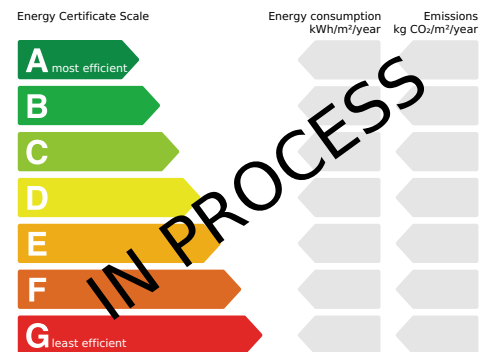 Energy Certificate Scale
Energy consumption
kWh/m²/year
Emissions
kg CO₂/m²/year
A most efficient
B
C
D
E
F
G least efficient
IN PROCESS